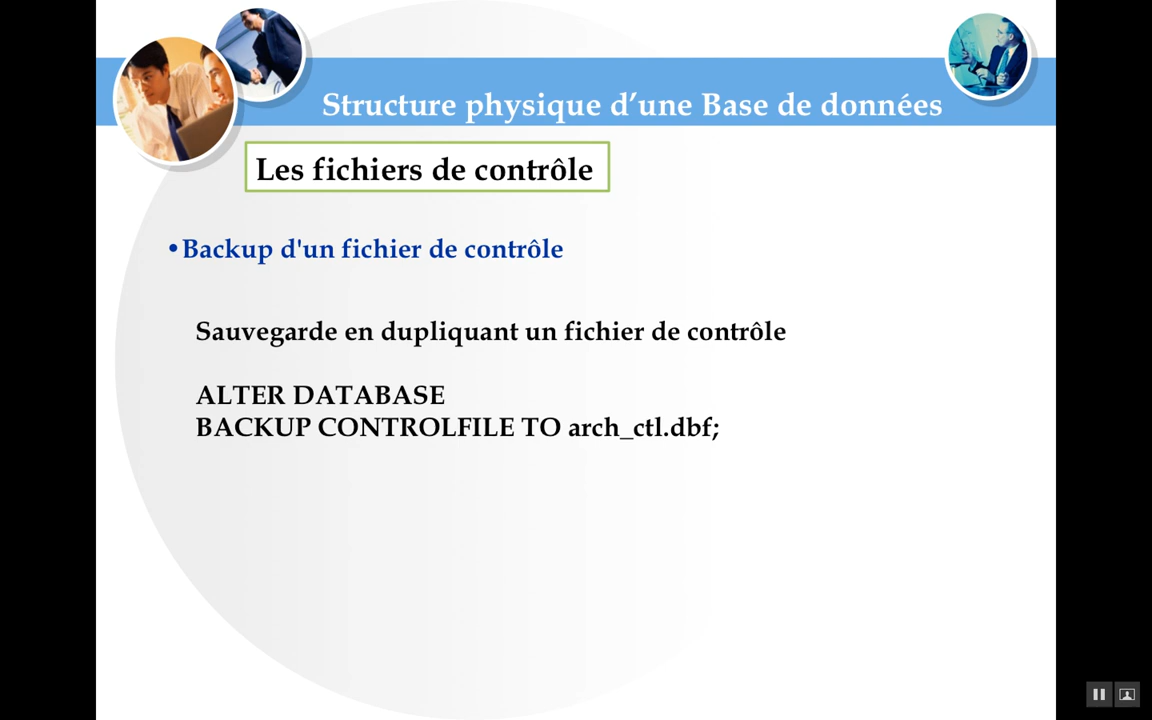 Structure physique d’une Base de données
Les fichiers de contrôle
•Backup d'un fichier de contrôle
Sauvegarde en dupliquant un fichier de contrôle
ALTER DATABASE
BACKUP CONTROLFILE TO arch_ctl.dbf;